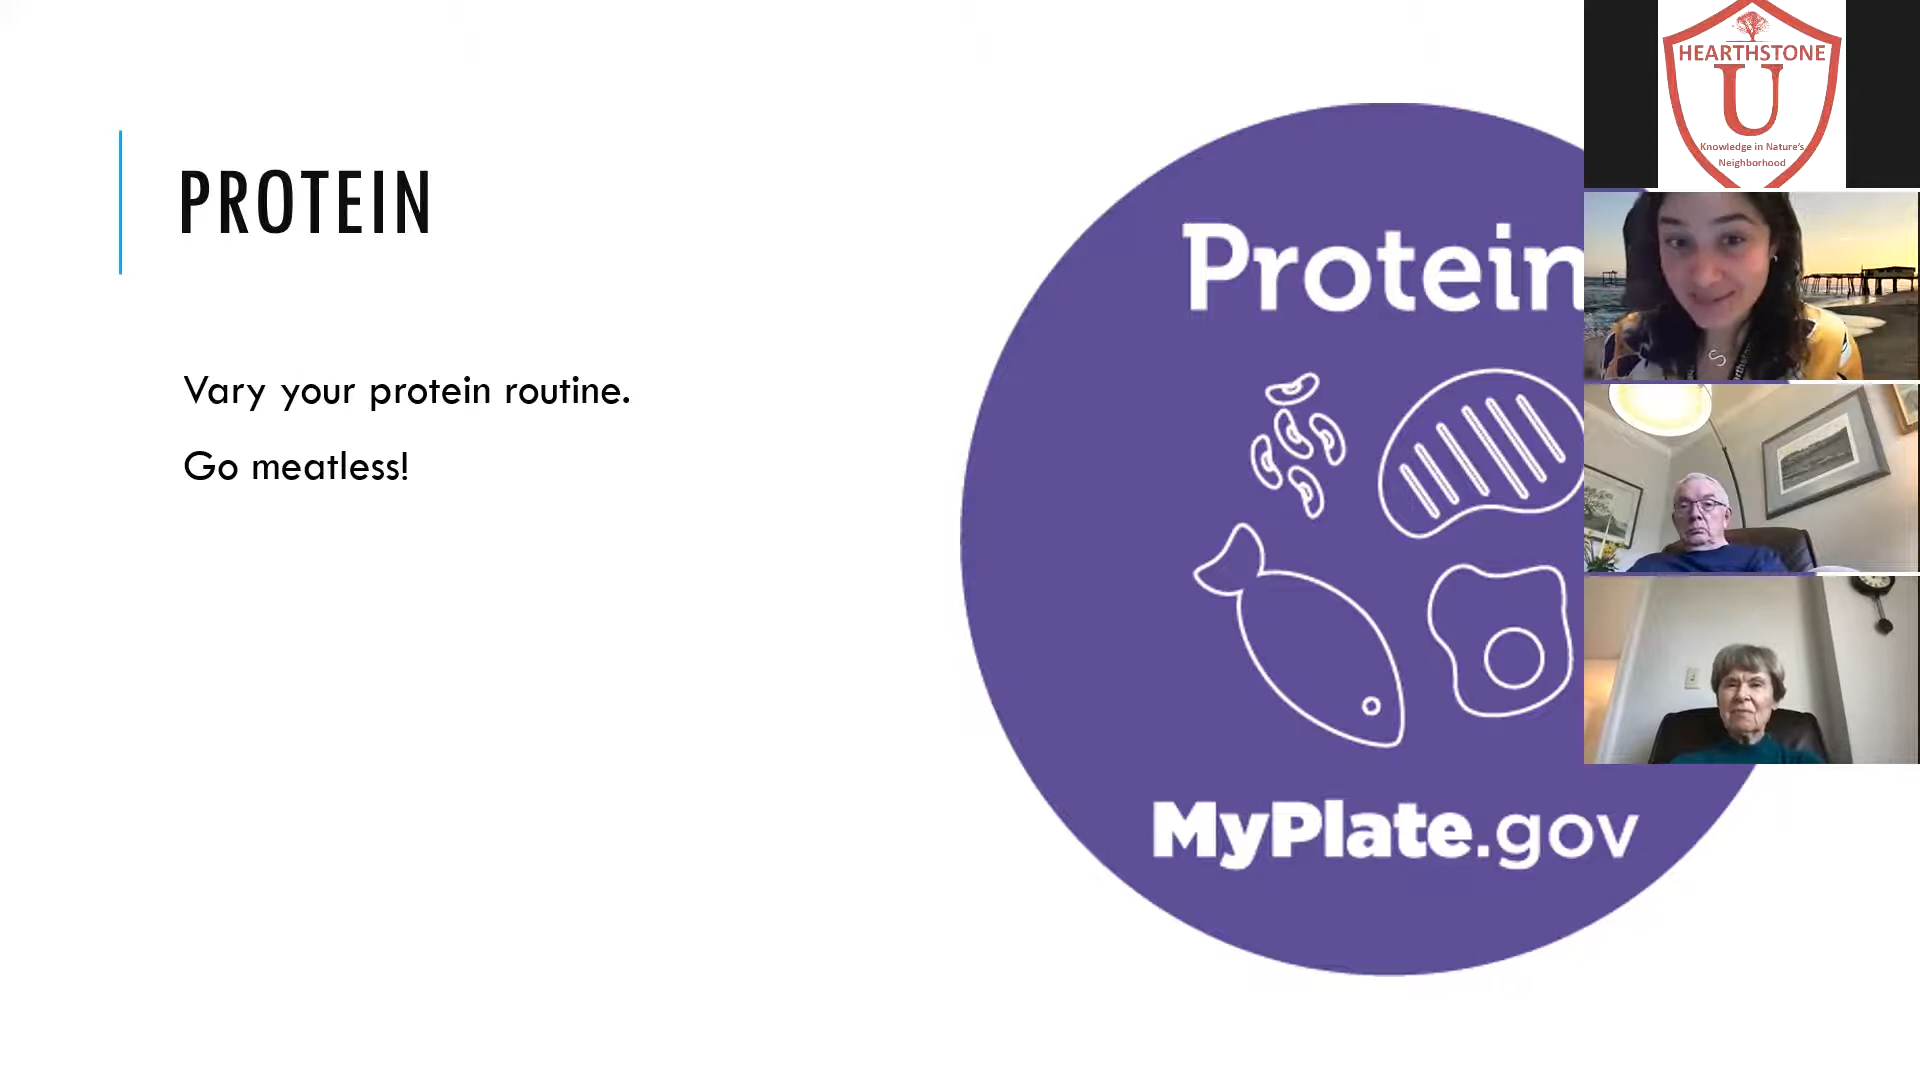 PROTEIN
Vary your protein routine.
Go meatless!
Protein
MyPlate.gov
HEARTHSTONE
U
Knowledge in Nature's
Neighborhood
S